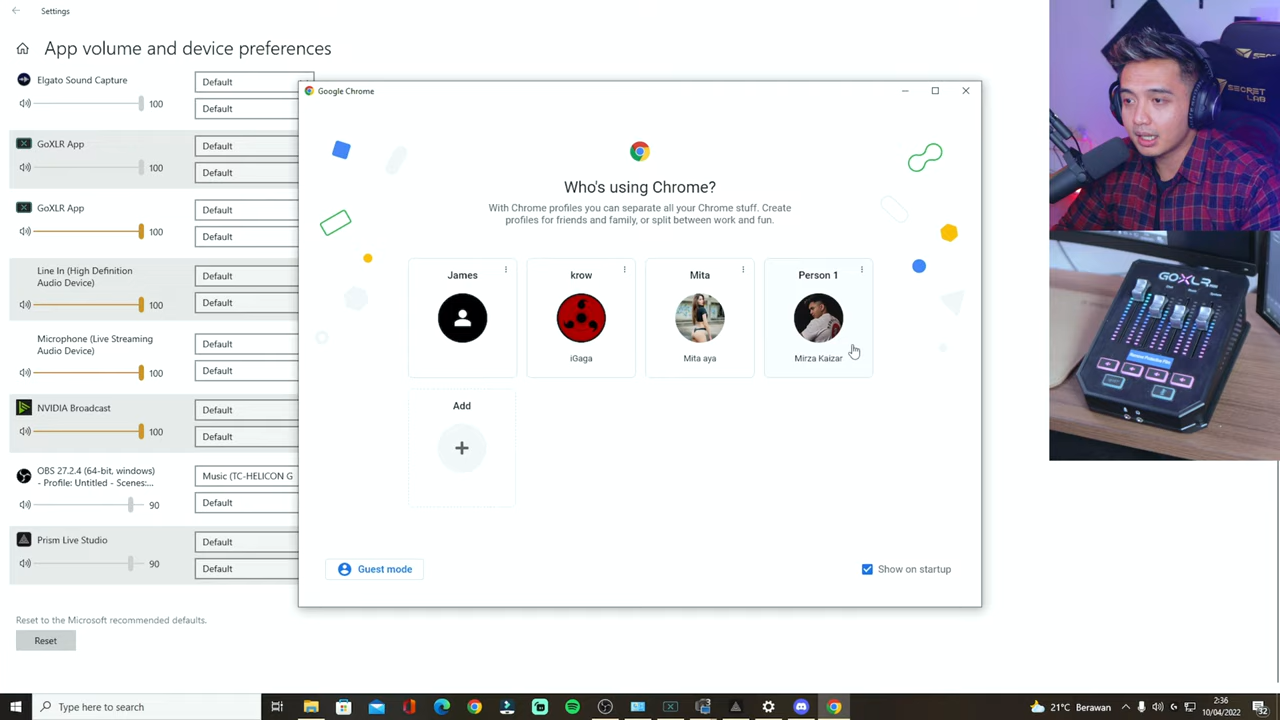 Settings
App volume and device preferences
Elgato Sound Capture
Default
100
Default
GoXLR App
Default
100
Default
GoXLR App
Default
100
Default
Line In (High Definition
Audio Device)
Default
100
Default
Microphone (Live Streaming
Audio Device)
Default
100
Default
NVIDIA Broadcast
Default
100
Default
OBS 27.2.4 (64-bit, windows)
- Profile: Untitled - Scenes:...
Music (TC-HELICON G
90
Default
Prism Live Studio
Default
90
Default
Reset to the Microsoft recommended defaults.
Reset
Google Chrome
Who's using Chrome?
With Chrome profiles you can separate all your Chrome stuff. Create
profiles for friends and family, or split between work and fun.
James
krow
iGaga
Mita
Mita aya
Person 1
Mirza Kaizar
Add
Guest mode
Show on startup
SECRET
LAB
GO XLR
Type here to search
21°C Berawan
2:36
10/04/2022
32